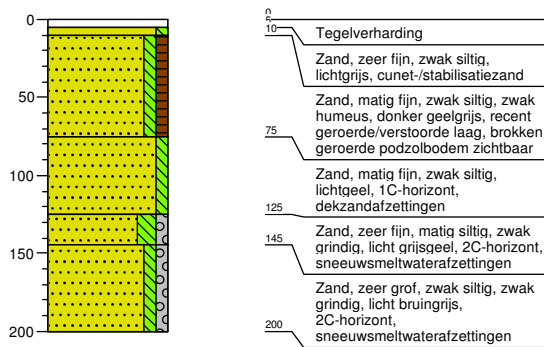 0
50
100
150
200
0
5
10
Tegelverharding
Zand, zeer fijn, zwak siltig,
lichtgrijs, cunet-/stabilisatiezand
Zand, matig fijn, zwak siltig, zwak
humeus, donker geelgrijs, recent
geroerde/verstoorde laag, brokken
geroerde podzolbodem zichtbaar
75
Zand, matig fijn, zwak siltig,
lichtgeel, 1C-horizont,
dekzandafzettingen
125
Zand, zeer fijn, matig siltig, zwak
grindig, licht grijsgeel, 2C-horizont,
sneeuwsmeltwaterafzettingen
145
Zand, zeer grof, zwak siltig, zwak
grindig, licht bruingrijs,
2C-horizont,
sneeuwsmeltwaterafzettingen
200